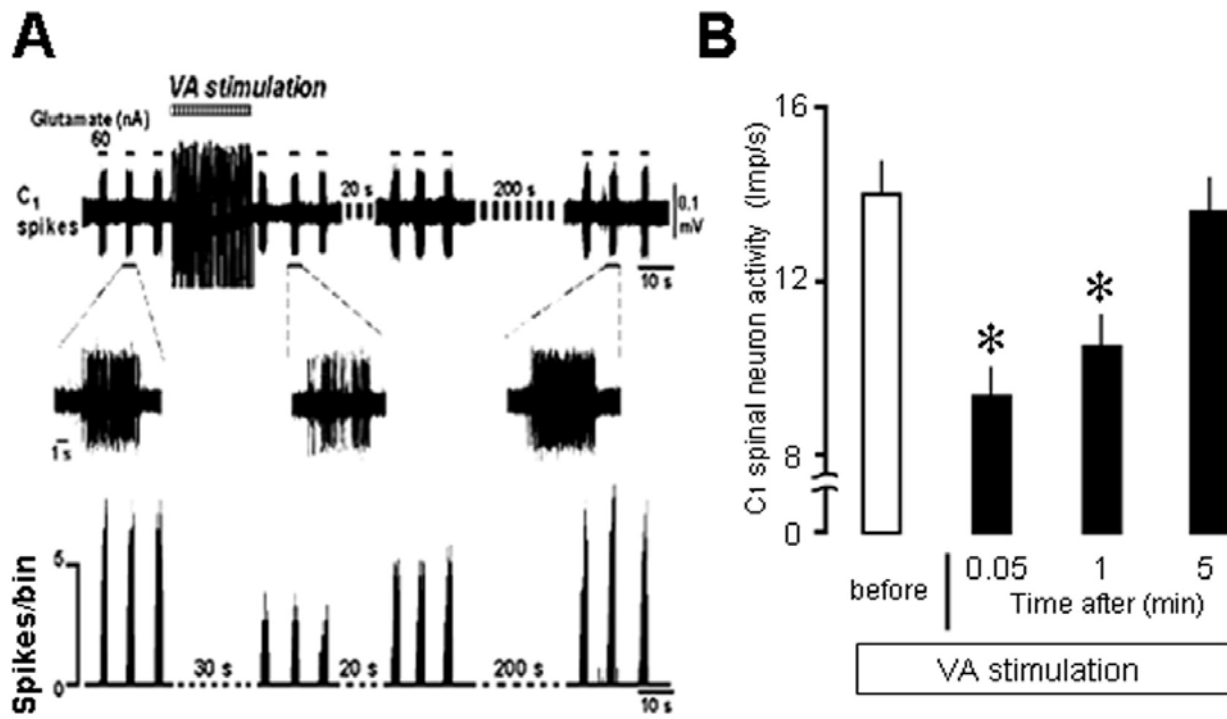 A
VA stimulation
Glutamate (nA)
60
C1
spikes
20 s
200 s
0.1
mV
10 s
1 s
Spikes/bin
5
0
30 s
20 s
200 s
10 s
B
C1 spinal neuron activity (Imp/s)
16
12
8
0
*
*
before
0.05 1 5
Time after (min)
VA stimulation